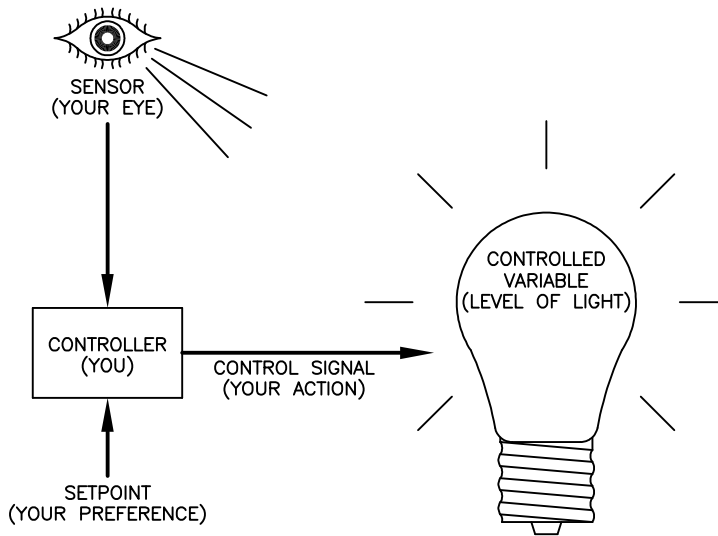 SENSOR
(YOUR EYE)
CONTROLLED
VARIABLE
(LEVEL OF LIGHT)
CONTROLLER
(YOU)
CONTROL SIGNAL
(YOUR ACTION)
SETPOINT
(YOUR PREFERENCE)